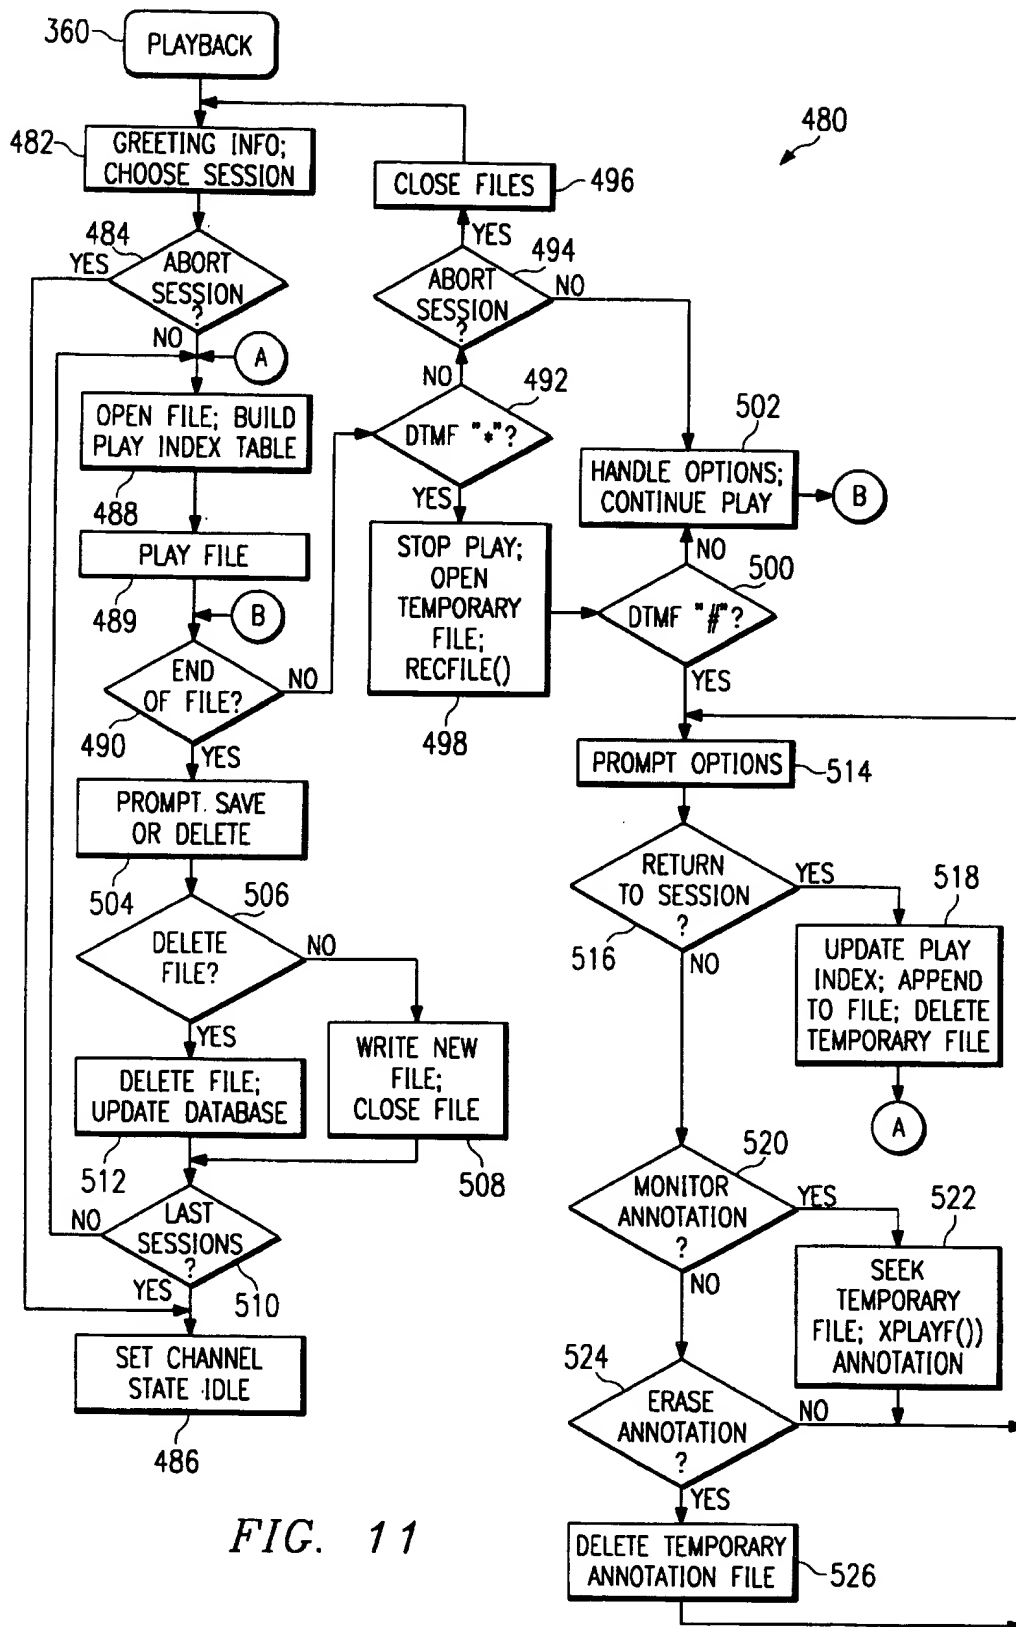 360
PLAYBACK
480
482
GREETING INFO;
CHOOSE SESSION
CLOSE FILES
496
484
YES
ABORT
SESSION
?
NO
A
YES
494
ABORT
SESSION
?
NO
NO
492
DTMF "*"?
YES
OPEN FILE; BUILD
PLAY INDEX TABLE
488
PLAY FILE
489
B
END
OF FILE?
NO
490
YES
STOP PLAY;
OPEN
TEMPORARY
FILE;
RECFILE()
498
502
HANDLE OPTIONS;
CONTINUE PLAY
B
NO
500
DTMF "#"?
YES
PROMPT OPTIONS
514
PROMPT. SAVE
OR DELETE
504
506
DELETE
FILE?
NO
YES
DELETE FILE;
UPDATE DATABASE
512
WRITE NEW
FILE;
CLOSE FILE
508
NO
LAST
SESSIONS
?
YES
510
SET CHANNEL
STATE IDLE
486
RETURN
TO SESSION
?
YES
516
NO
518
UPDATE PLAY
INDEX; APPEND
TO FILE; DELETE
TEMPORARY FILE
A
520
MONITOR
ANNOTATION
?
YES
NO
522
SEEK
TEMPORARY
FILE; XPLAYF())
ANNOTATION
524
ERASE
ANNOTATION
?
NO
YES
DELETE TEMPORARY
ANNOTATION FILE
526
FIG. 11